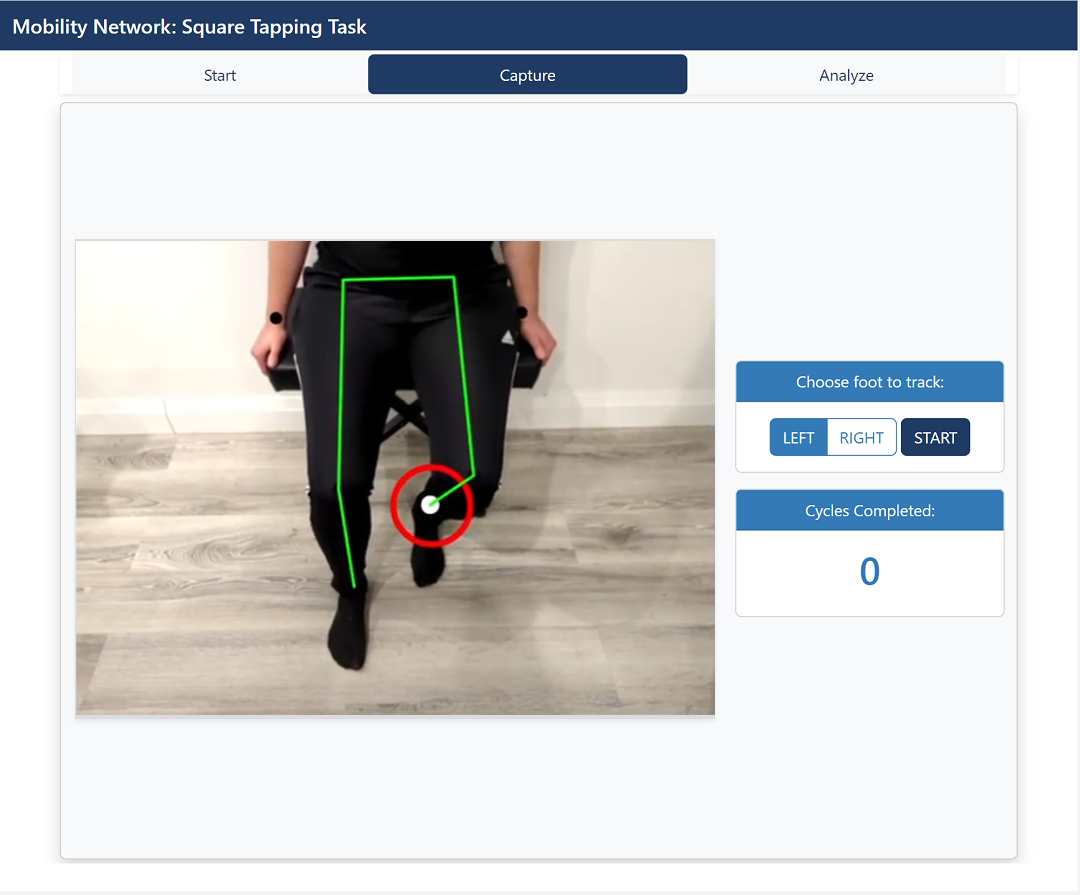 Mobility Network: Square Tapping Task
Start
Capture
Analyze
Choose foot to track:
LEFT
RIGHT
START
Cycles Completed:
0